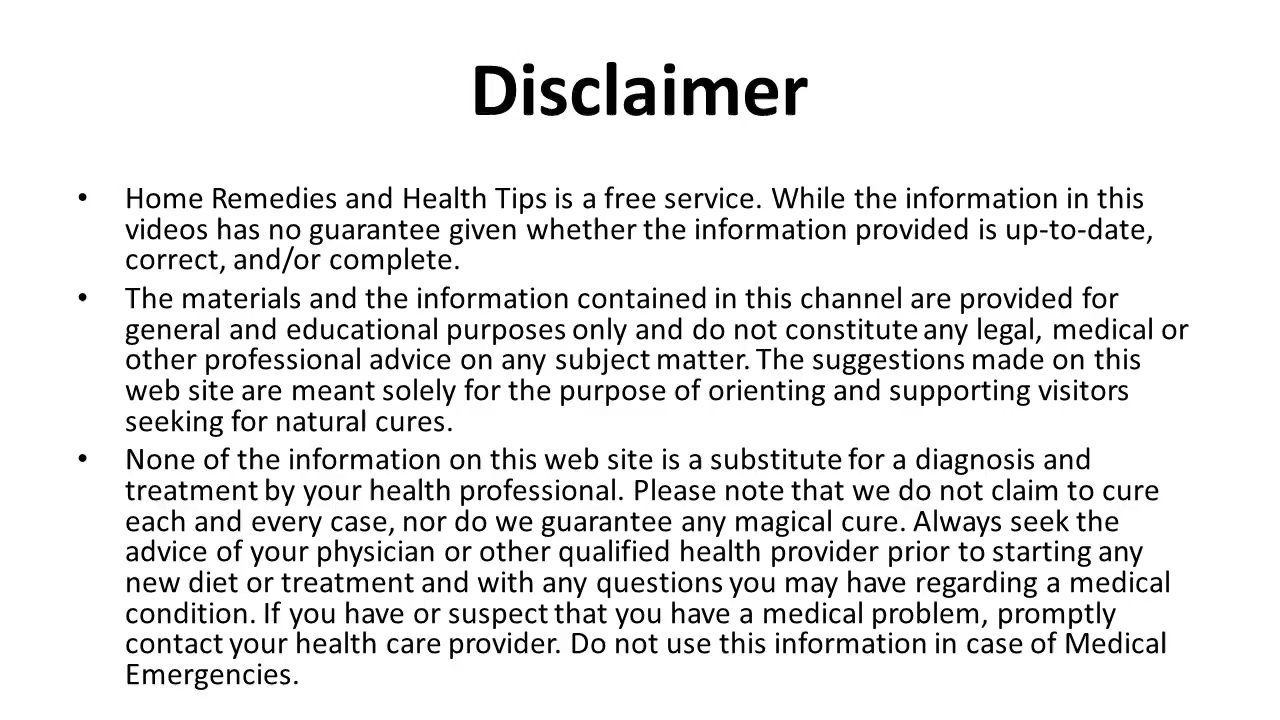 Disclaimer
• Home Remedies and Health Tips is a free service. While the information in this
videos has no guarantee given whether the information provided is up-to-date,
correct, and/or complete.
• The materials and the information contained in this channel are provided for
general and educational purposes only and do not constitute any legal, medical or
other professional advice on any subject matter. The suggestions made on this
web site are meant solely for the purpose of orienting and supporting visitors
seeking for natural cures.
• None of the information on this web site is a substitute for a diagnosis and
treatment by your health professional. Please note that we do not claim to cure
each and every case, nor do we guarantee any magical cure. Always seek the
advice of your physician or other qualified health provider prior to starting any
new diet or treatment and with any questions you may have regarding a medical
condition. If you have or suspect that you have a medical problem, promptly
contact your health care provider. Do not use this information in case of Medical
Emergencies.